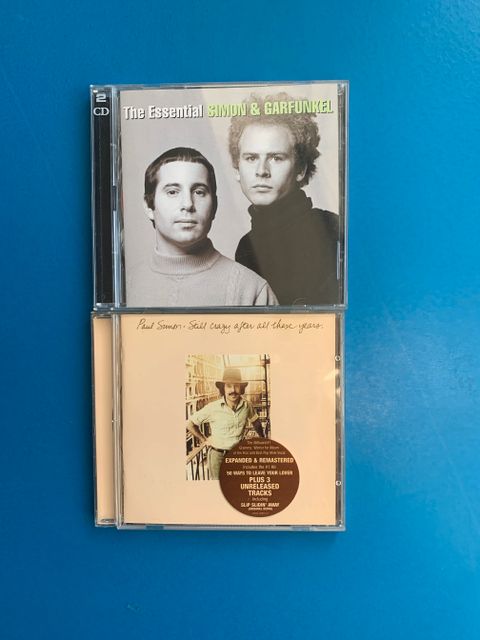 2
CD
The Essential SIMON & GARFUNKEL
Paul Simon · Still crazy after all these years.
EXPANDED & REMASTERED
Includes the #1 hit
50 WAYS TO LEAVE YOUR LOVER
PLUS 3
UNRELEASED
TRACKS
Including
SLIP SLIDIN' AWAY